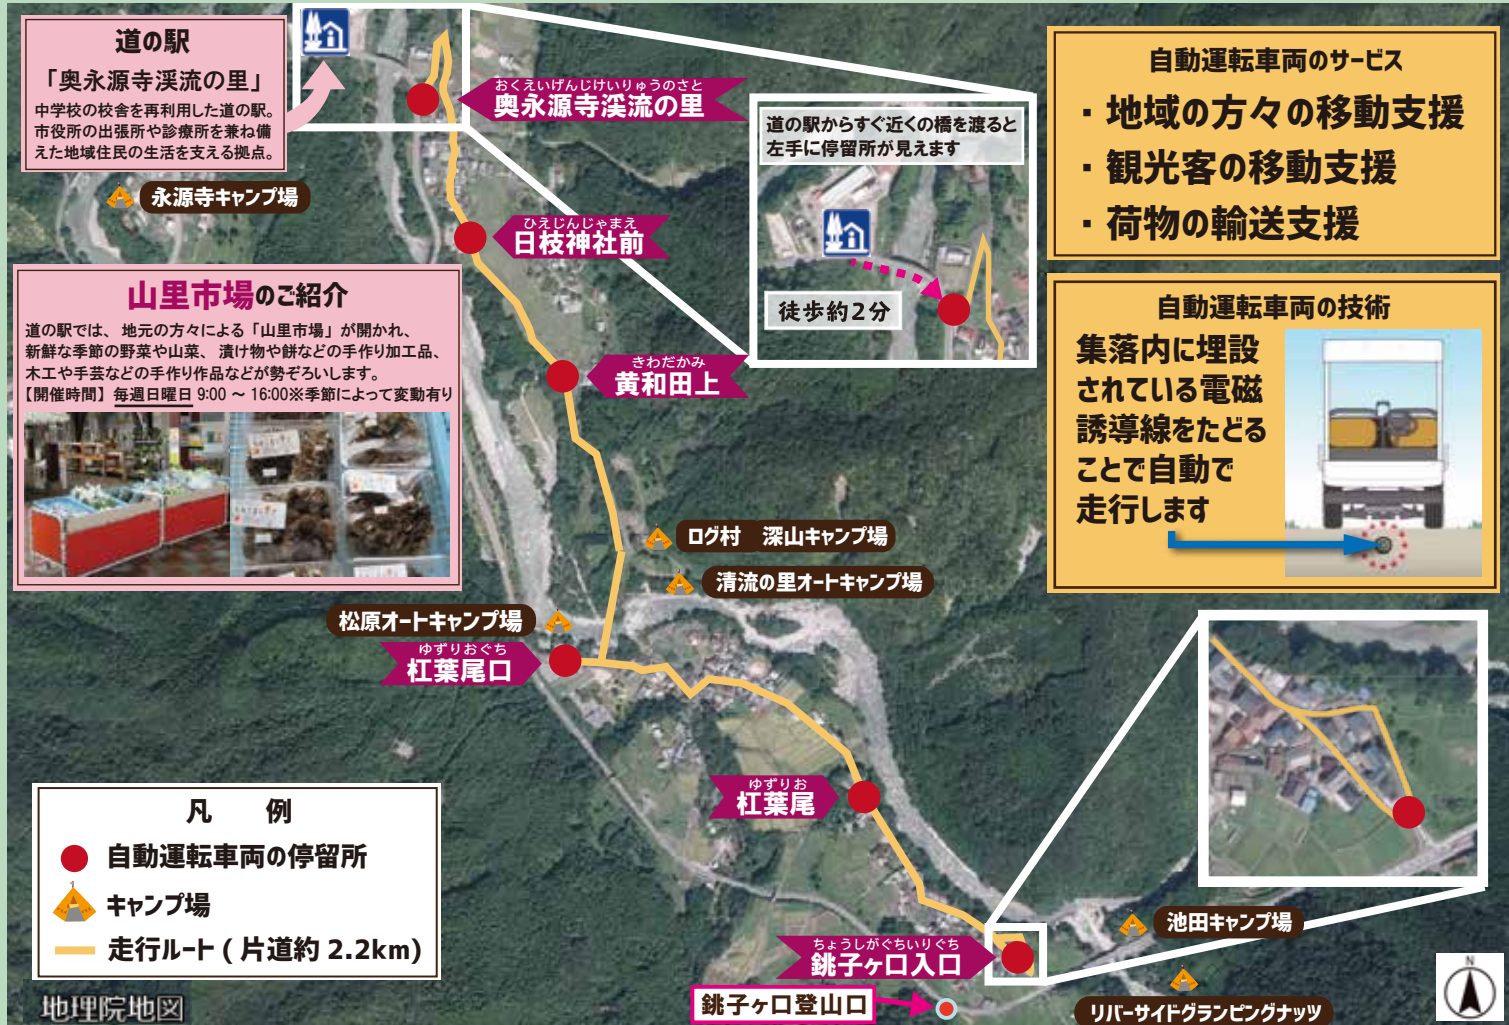 道の駅
「奥永源寺渓流の里」
中学校の校舎を再利用した道の駅。
市役所の出張所や診療所を兼ね備
えた地域住民の生活を支える拠点。
おくえいげんじけいりゅうのさと
奥永源寺渓流の里
永源寺キャンプ場
ひえじんじゃまえ
日枝神社前
道の駅からすぐ近くの橋を渡ると
左手に停留所が見えます
徒歩約2分
自動運転車両のサービス
・地域の方々の移動支援
・観光客の移動支援
・荷物の輸送支援
山里市場のご紹介
道の駅では、地元の方々による「山里市場」が開かれ、
新鮮な季節の野菜や山菜、漬け物や餅などの手作り加工品、
木工や手芸などの手作り作品などが勢ぞろいします。
【開催時間】毎週日曜日 9:00 ～ 16:00※季節によって変動有り
きわだかみ
黄和田上
自動運転車両の技術
集落内に埋設
されている電磁
誘導線をたどる
ことで自動で
走行します
ログ村　深山キャンプ場
清流の里オートキャンプ場
松原オートキャンプ場
ゆずりおぐち
杠葉尾口
ゆずりお
杠葉尾
凡　例
自動運転車両の停留所
キャンプ場
走行ルート ( 片道約 2.2km)
池田キャンプ場
ちょうしがぐちいりぐち
銚子ヶ口入口
銚子ヶ口登山口
リバーサイドグランピングナッツ
N
地理院地図